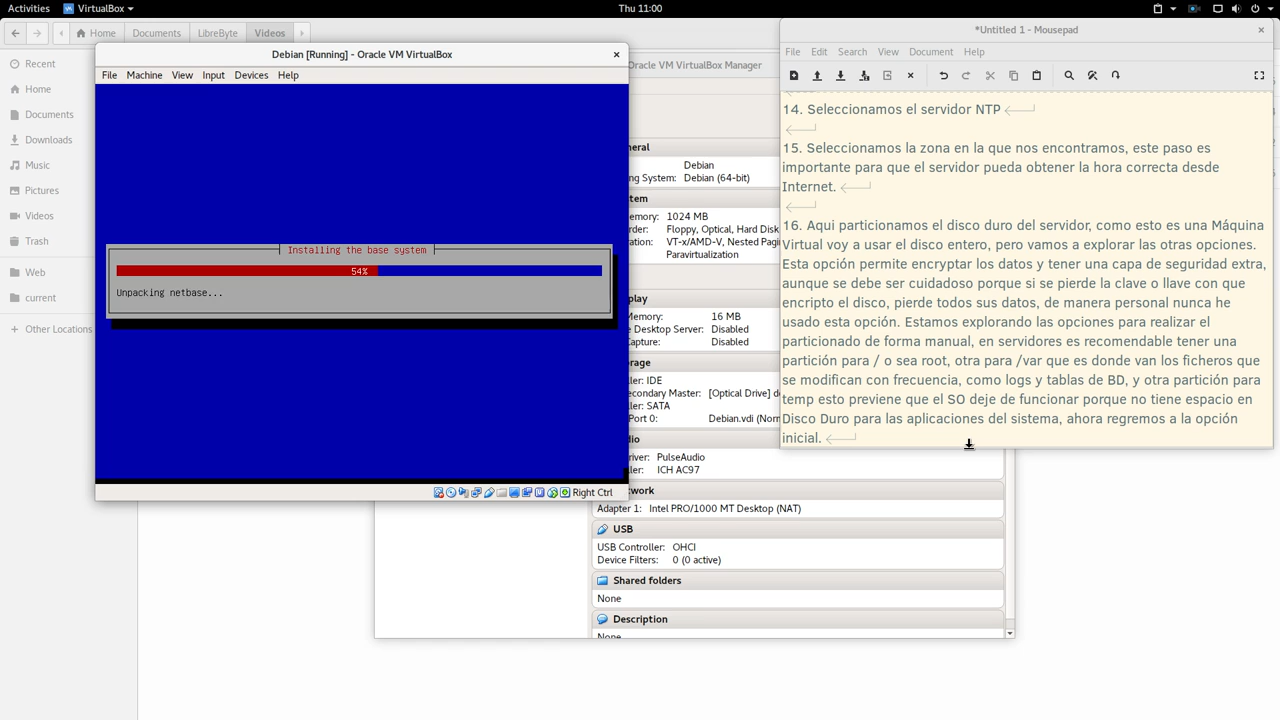 Activities
VirtualBox
Thu 11:00
Home
Documents
LibreByte
Videos
Recent
Home
Documents
Downloads
Music
Pictures
Videos
Trash
Web
current
Other Locations
Debian [Running] - Oracle VM VirtualBox
File Machine View Input Devices Help
Installing the base system
54%
Unpacking netbase...
Right Ctrl
Oracle VM VirtualBox Manager
Debian
Debian (64-bit)
1024 MB
Floppy, Optical, Hard Disk
VT-x/AMD-V, Nested Pagi
Paravirtualization
16 MB
Disabled
Disabled
IDE
[Optical Drive] de
SATA
Port 0: Debian.vdi (Norm
PulseAudio
ICH AC97
Adapter 1: Intel PRO/1000 MT Desktop (NAT)
USB
USB Controller: OHCI
Device Filters: 0 (0 active)
Shared folders
None
Description
None
*Untitled 1 - Mousepad
File Edit Search View Document Help
14. Seleccionamos el servidor NTP
15. Seleccionamos la zona en la que nos encontramos, este paso es
importante para que el servidor pueda obtener la hora correcta desde
Internet.
16. Aqui particionamos el disco duro del servidor, como esto es una Máquina
Virtual voy a usar el disco entero, pero vamos a explorar las otras opciones.
Esta opción permite encryptar los datos y tener una capa de seguridad extra,
aunque se debe ser cuidadoso porque si se pierde la clave o llave con que
encripto el disco, pierde todos sus datos, de manera personal nunca he
usado esta opción. Estamos explorando las opciones para realizar el
particionado de forma manual, en servidores es recomendable tener una
partición para / o sea root, otra para /var que es donde van los ficheros que
se modifican con frecuencia, como logs y tablas de BD, y otra partición para
temp esto previene que el SO deje de funcionar porque no tiene espacio en
Disco Duro para las aplicaciones del sistema, ahora regremos a la opción
inicial.